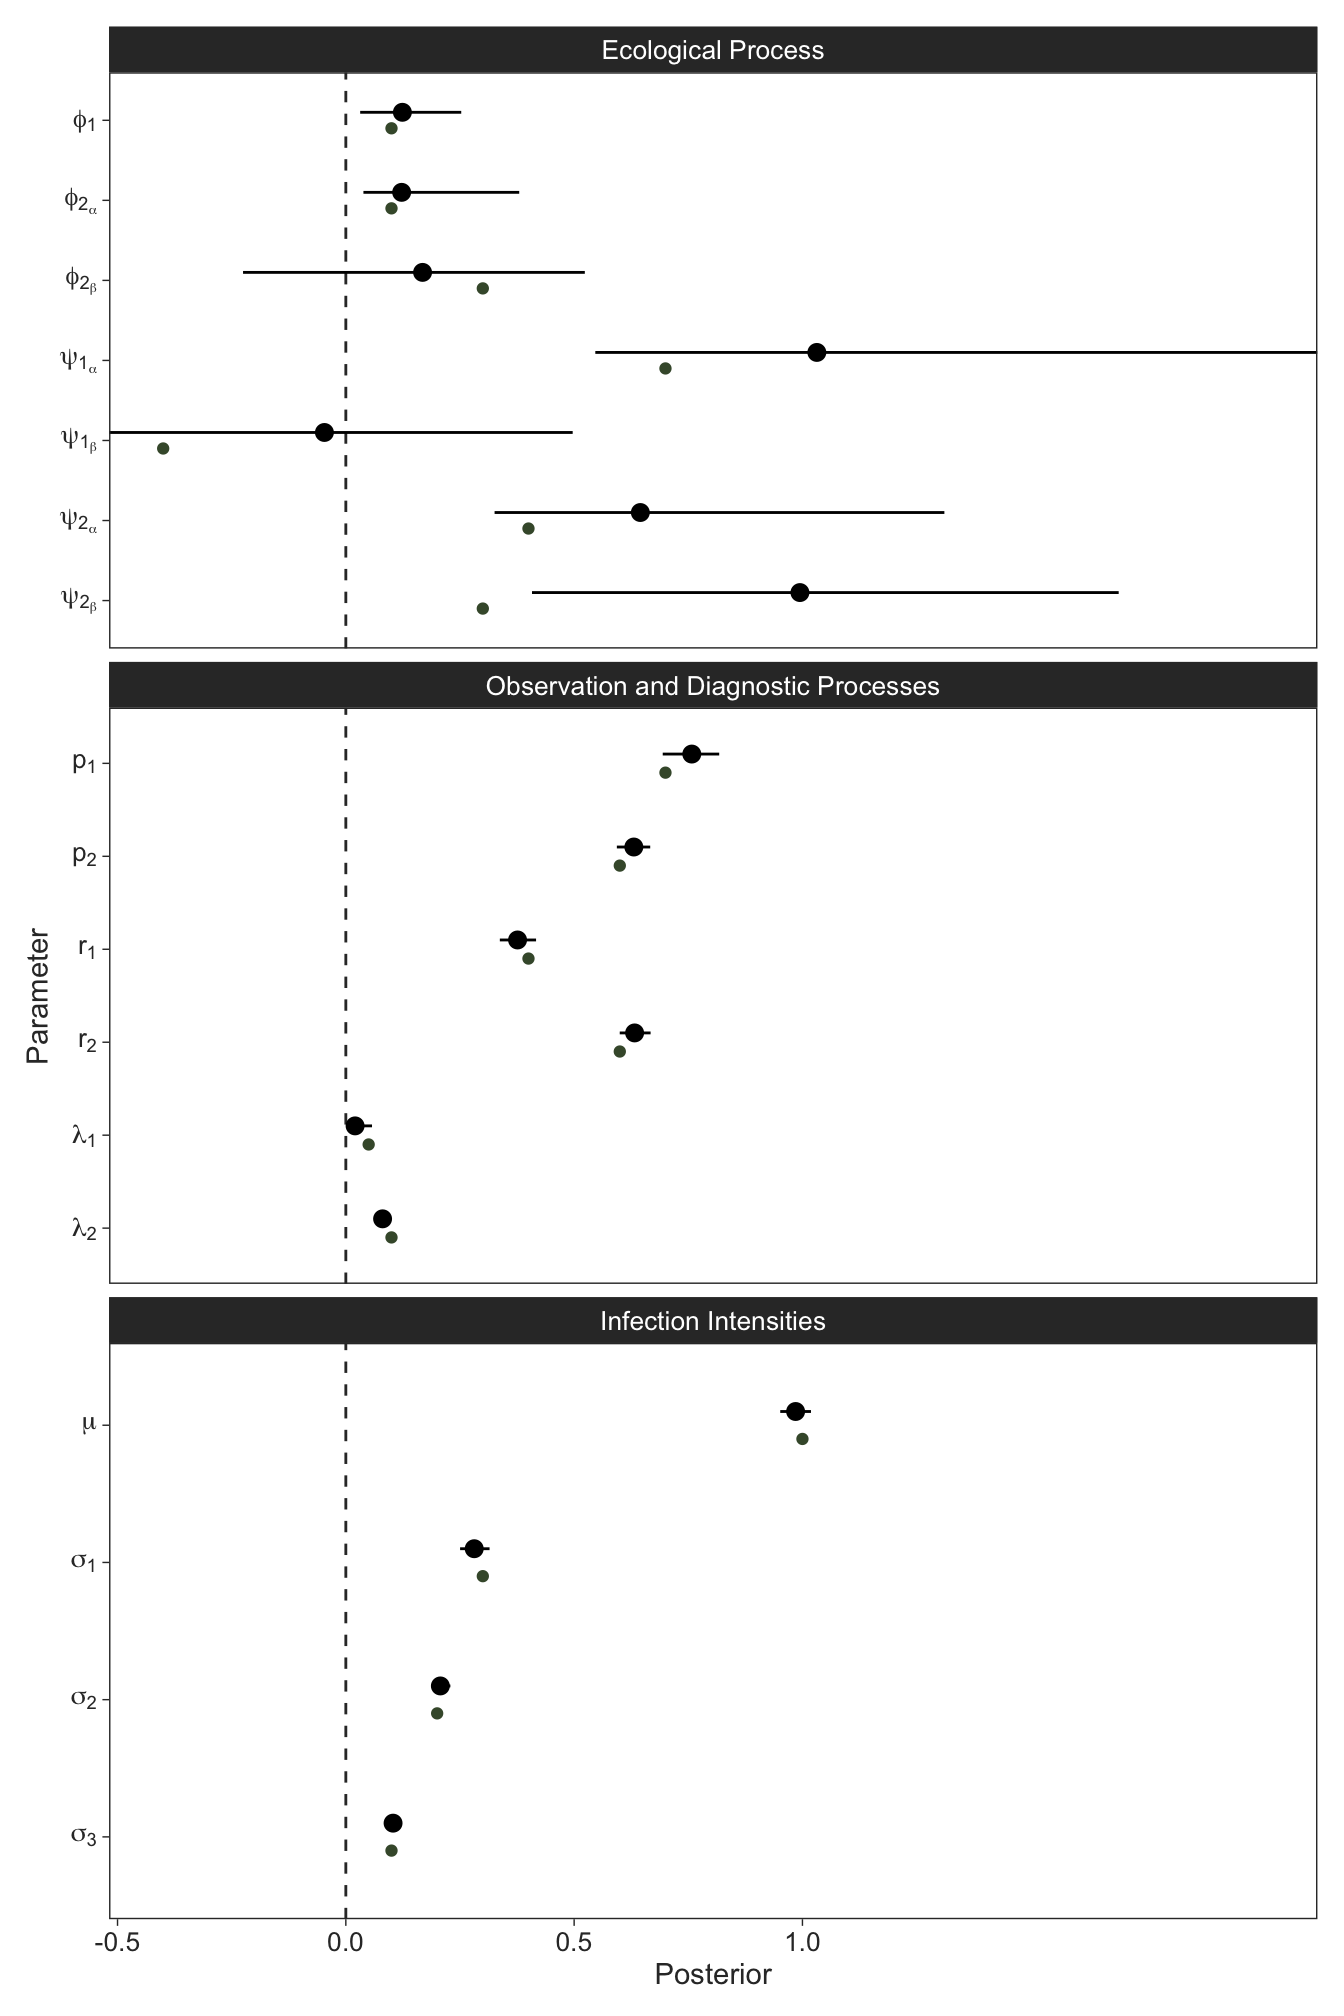 Ecological Process
ϕ1
ϕ2α
ϕ2β
ψ1α
ψ1β
ψ2α
ψ2β
Observation and Diagnostic Processes
p1
p2
r1
r2
λ1
λ2
Parameter
Infection Intensities
μ
σ1
σ2
σ3
-0.5 0.0 0.5 1.0
Posterior